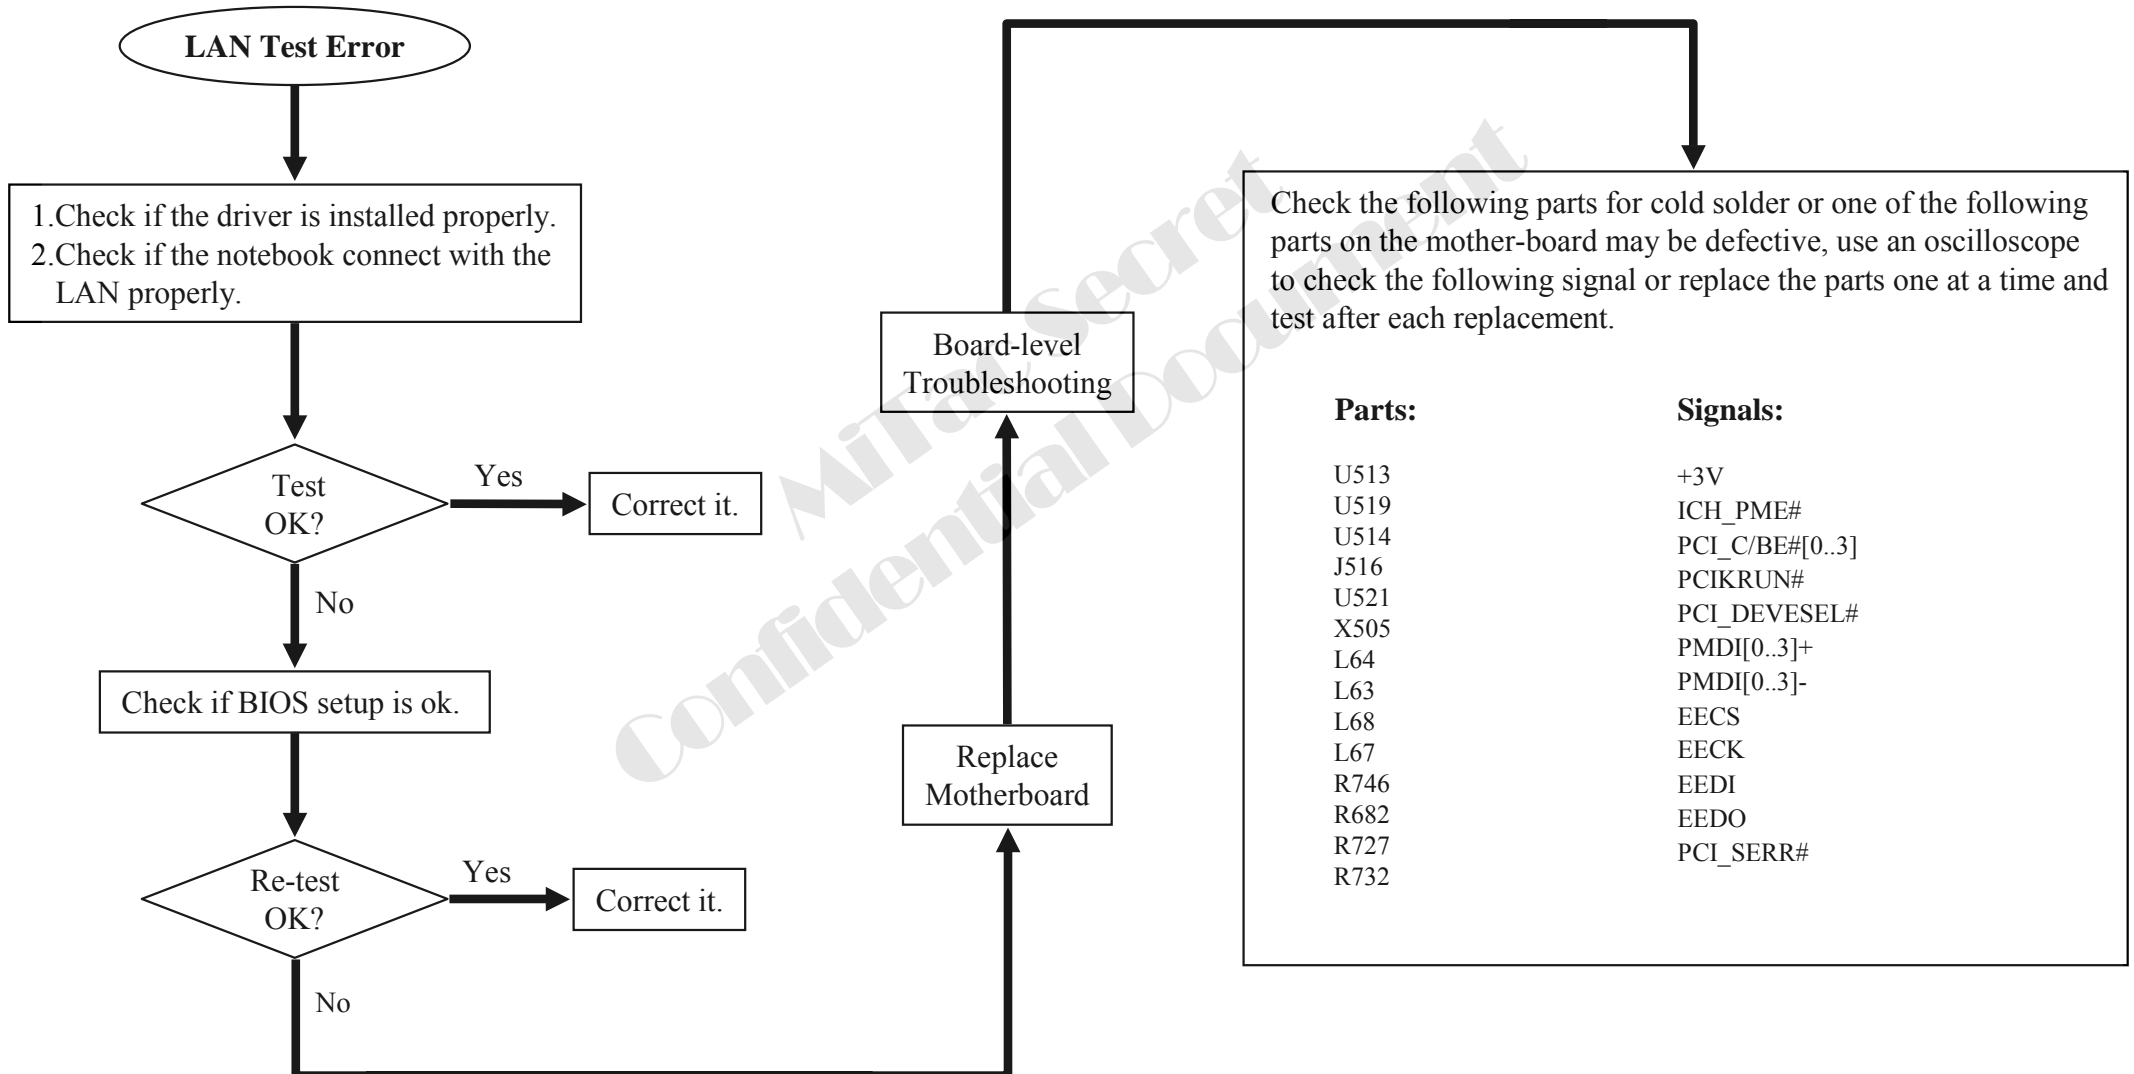 LAN Test Error
1.Check if the driver is installed properly.
2.Check if the notebook connect with the
LAN properly.
Test
OK?
Yes
Correct it.
No
Check if BIOS setup is ok.
Re-test
OK?
Yes
Correct it.
No
Replace
Motherboard
Board-level
Troubleshooting
Check the following parts for cold solder or one of the following
parts on the mother-board may be defective, use an oscilloscope
to check the following signal or replace the parts one at a time and
test after each replacement.
Parts:
U513
U519
U514
J516
U521
X505
L64
L63
L68
L67
R746
R682
R727
R732
Signals:
+3V
ICH_PME#
PCI_C/BE#[0..3]
PCIKRUN#
PCI_DEVESEL#
PMDI[0..3]+
PMDI[0..3]-
EECS
EECK
EEDI
EEDO
PCI_SERR#
MiTac Secret
Confidential Document